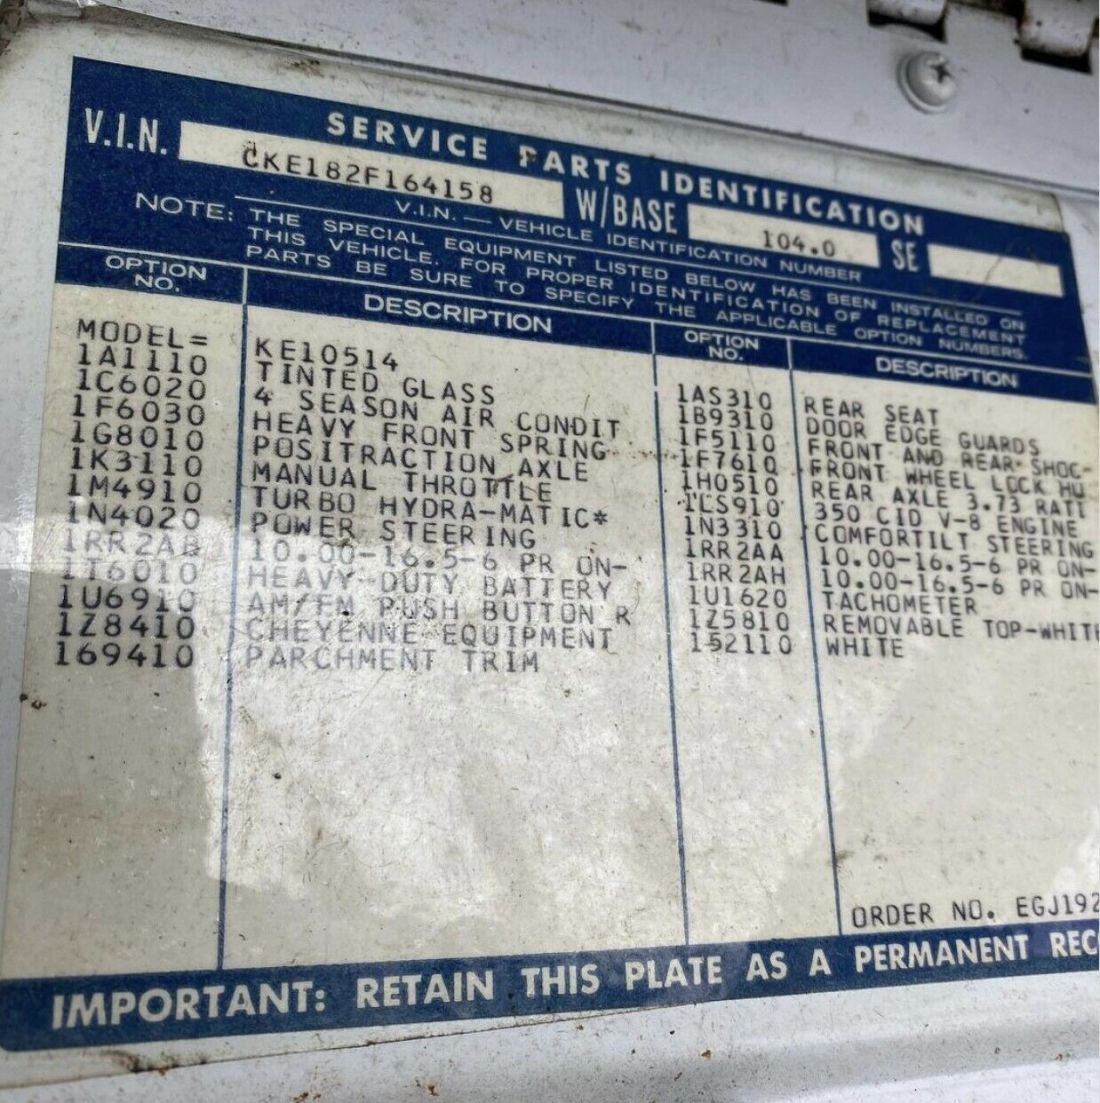 SERVICE PARTS IDENTIFICATION
V.I.N. CKE182F164158 W/BASE 104.0 SE
V.I.N. — VEHICLE IDENTIFICATION NUMBER
NOTE: THE SPECIAL EQUIPMENT LISTED BELOW HAS BEEN INSTALLED ON
THIS VEHICLE. FOR PROPER IDENTIFICATION OF REPLACEMENT
PARTS BE SURE TO SPECIFY THE APPLICABLE OPTION NUMBERS.
OPTION NO. DESCRIPTION
MODEL= KE10514
1A1110 TINTED GLASS
1C6020 4 SEASON AIR CONDIT
1F6030 HEAVY FRONT SPRING
1G8010 POSITRACTION AXLE
1K3110 MANUAL THROTTLE
1M4910 TURBO HYDRA-MATIC*
1N4020 POWER STEERING
1RR2AB 10.00-16.5-6 PR ON-
1T6010 HEAVY-DUTY BATTERY
1U6910 AM/FM PUSH BUTTON R
1Z8410 CHEYENNE EQUIPMENT
169410 PARCHMENT TRIM
OPTION NO. DESCRIPTION
1AS310 REAR SEAT
1B9310 DOOR EDGE GUARDS
1F5110 FRONT AND REAR SHOC-
1F7610 FRONT WHEEL LOCK HU
1H0510 REAR AXLE 3.73 RATI
1LS910 350 CID V-8 ENGINE
1N3310 COMFORTILT STEERING
1RR2AA 10.00-16.5-6 PR ON-
1RR2AH 10.00-16.5-6 PR ON-
1U1620 TACHOMETER
1Z5810 REMOVABLE TOP-WHITE
152110 WHITE
ORDER NO. EGJ192
IMPORTANT: RETAIN THIS PLATE AS A PERMANENT REC